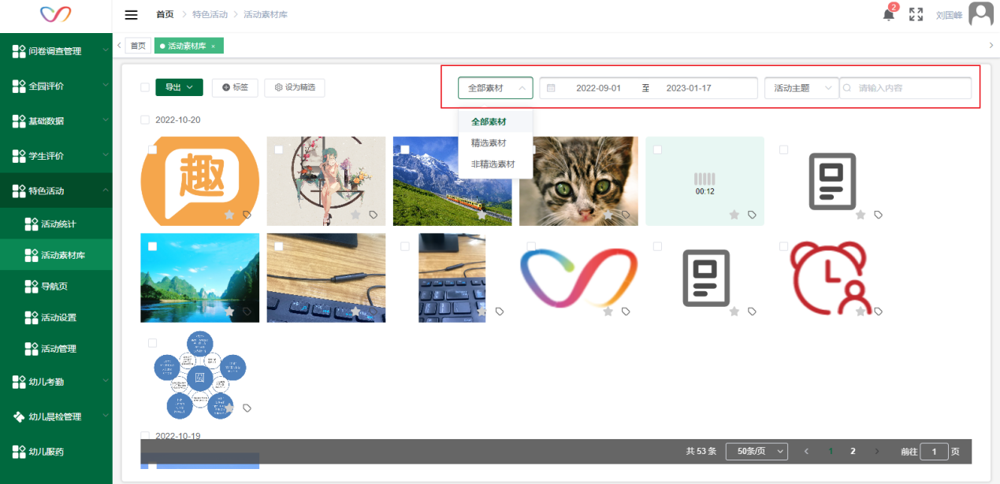 首页 > 特色活动 > 活动素材库
2
刘国峰
首页
活动素材库 ×
问卷调查管理
全园评价
基础数据
学生评价
特色活动
活动统计
活动素材库
导航页
活动设置
活动管理
幼儿考勤
幼儿晨检管理
幼儿服药
导出
标签
设为精选
全部素材
2022-09-01 至 2023-01-17
活动主题
请输入内容
全部素材
精选素材
非精选素材
2022-10-20
趣
00:12
2022-10-19
共 53 条
50条/页
< 1 2 >
前往 1 页